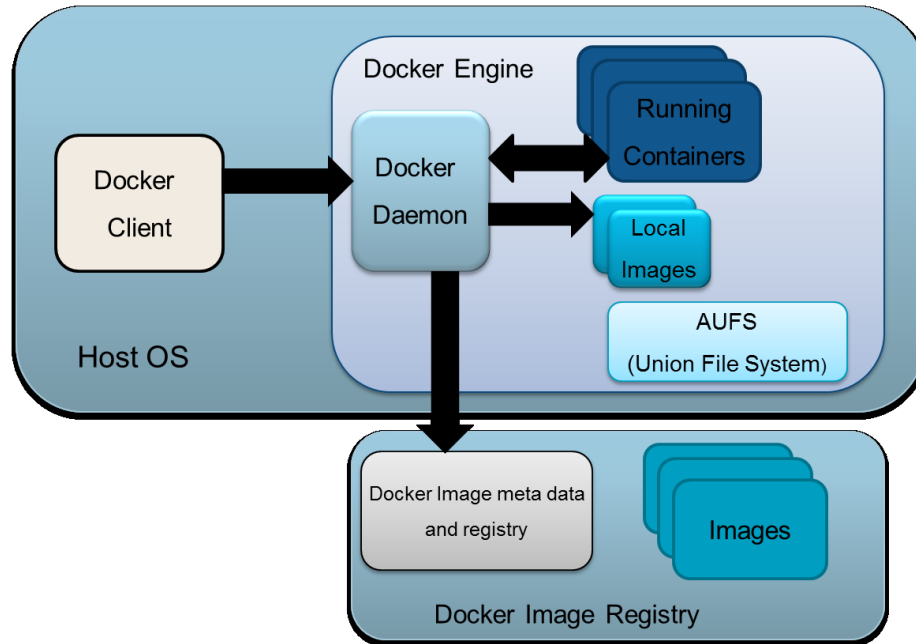 Docker Engine
Running
Containers
Docker
Client
Docker
Daemon
Local
Images
AUFS
(Union File System)
Host OS
Docker Image meta data
and registry
Images
Docker Image Registry